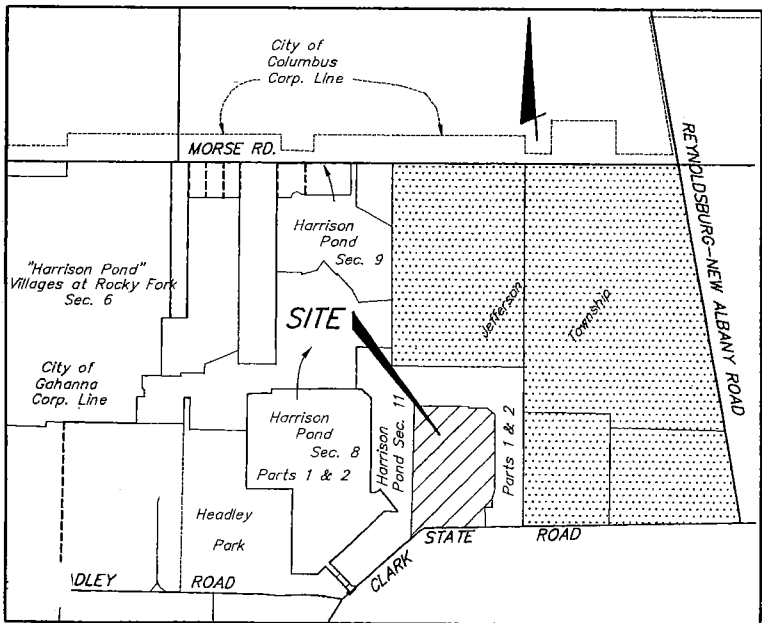 City of
Columbus
Corp. Line
MORSE RD.
REYNOLDSBURG-NEW ALBANY ROAD
Harrison
Pond
Sec. 9
"Harrison Pond"
Villages at Rocky Fork
Sec. 6
Jefferson
Township
SITE
City of
Gahanna
Corp. Line
Harrison
Pond
Sec. 8
Parts 1 & 2
Harrison
Pond Sec. 11
Parts 1 & 2
Headley
Park
CLARK STATE ROAD
DLEY ROAD